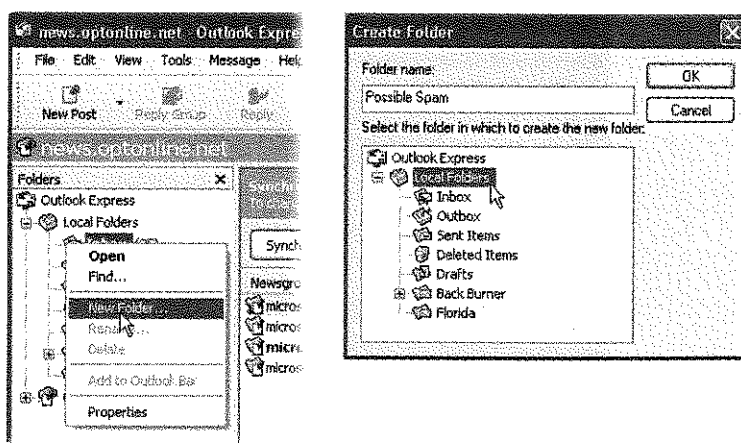 news.optonline.net Outlook Expre
File Edit View Tools Message Help
New Post Reply Group Reply
news.optonline.net
Folders
Outlook Express
Local Folders
Open
Find...
New Folder...
Rename...
Delete
Add to Outlook Bar
Properties
Synch
Newsgro
micros
micros
micros
micros
Create Folder
Folder name:
Possible Spam
OK
Cancel
Select the folder in which to create the new folder:
Outlook Express
Local Folders
Inbox
Outbox
Sent Items
Deleted Items
Drafts
Back Burner
Florida